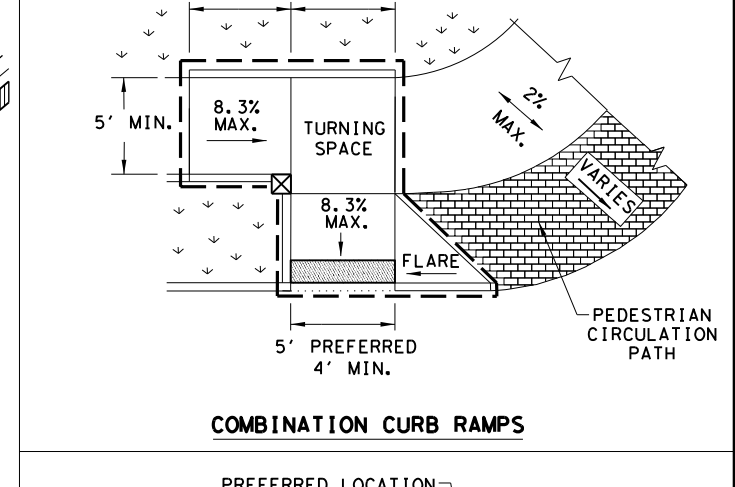 5' MIN.
8.3%
MAX.
TURNING
SPACE
2%
MAX.
VARIES
8.3%
MAX.
FLARE
PEDESTRIAN
CIRCULATION
PATH
5' PREFERRED
4' MIN.
COMBINATION CURB RAMPS
PREFERRED LOCATION